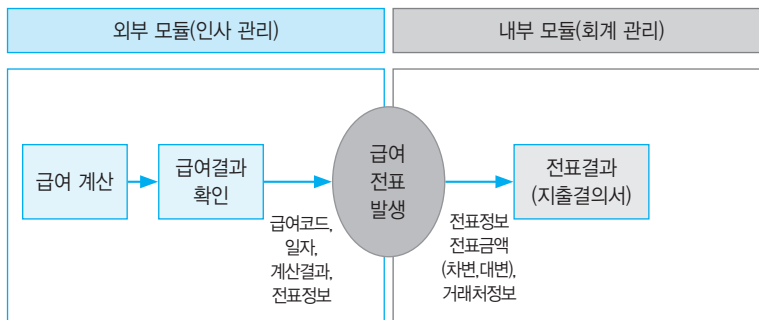 외부 모듈(인사 관리)
내부 모듈(회계 관리)
급여 계산
급여결과
확인
급여
전표
발생
전표결과
(지출결의서)
급여코드,
일자,
계산결과,
전표정보
전표정보
전표금액
(차변,대변),
거래처정보